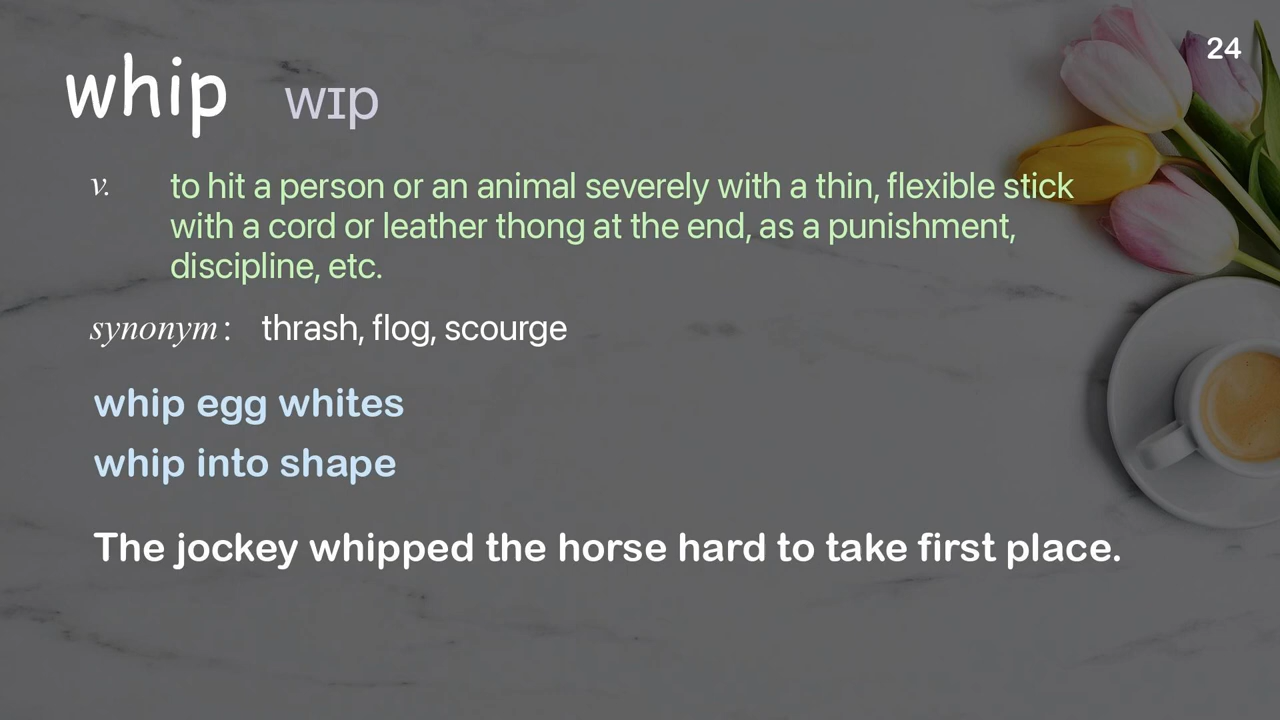 24
whip wɪp
v. to hit a person or an animal severely with a thin, flexible stick
with a cord or leather thong at the end, as a punishment,
discipline, etc.
synonym: thrash, flog, scourge
whip egg whites
whip into shape
The jockey whipped the horse hard to take first place.